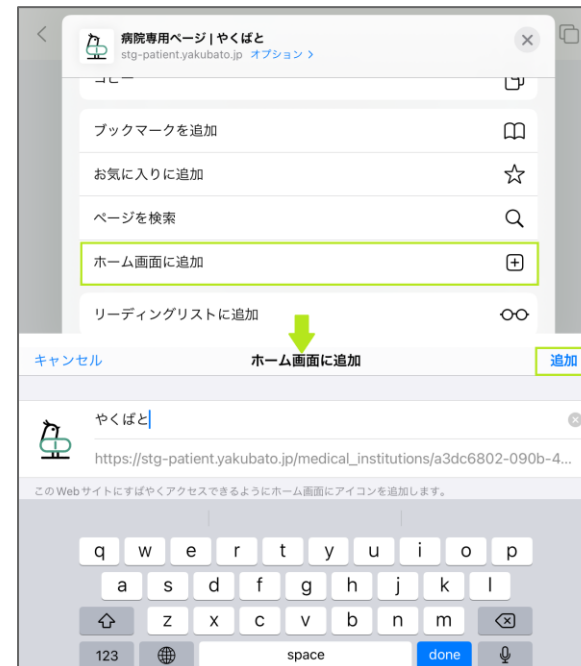 病院専用ページ | やくばと
stg-patient.yakubato.jp オプション >
コピー
ブックマークを追加
お気に入りに追加
ページを検索
ホーム画面に追加
リーディングリストに追加
キャンセル ホーム画面に追加 追加
やくばと
https://stg-patient.yakubato.jp/medical_institutions/a3dc6802-090b-4...
このWebサイトにすばやくアクセスできるようにホーム画面にアイコンを追加します。
q w e r t y u i o p
a s d f g h j k l
z x c v b n m
123 space done